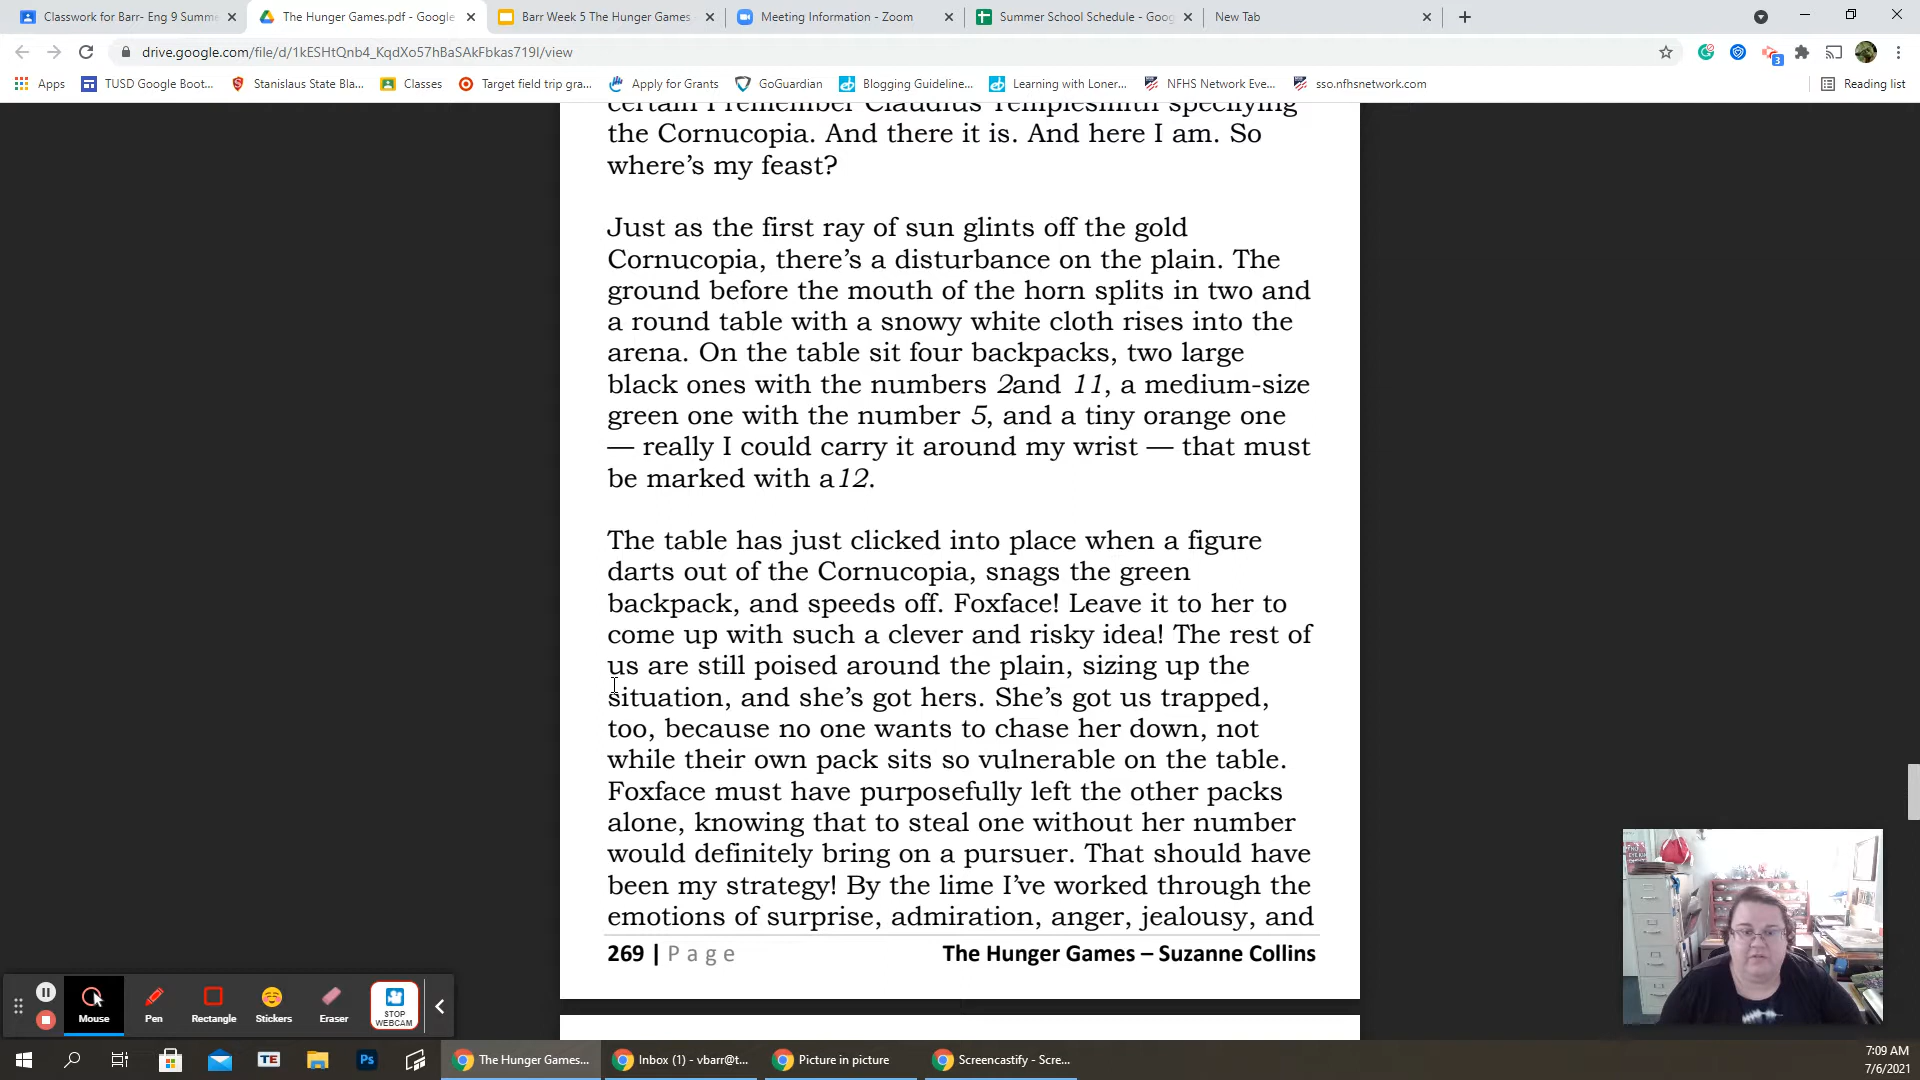 Classwork for Barr- Eng 9 Summe
The Hunger Games.pdf - Google
Barr Week 5 The Hunger Games
Meeting Information - Zoom
Summer School Schedule - Goog
New Tab
drive.google.com/file/d/1kESHtQnb4_KqdXo57hBaSAkFbkas719I/view
3
Apps
TUSD Google Boot...
Stanislaus State Bla...
Classes
Target field trip gra...
Apply for Grants
GoGuardian
Blogging Guideline...
Learning with Loner...
NFHS Network Eve...
sso.nfhsnetwork.com
Reading list
certain I remember Claudius Templesmith specifying
the Cornucopia. And there it is. And here I am. So
where’s my feast?
Just as the first ray of sun glints off the gold
Cornucopia, there’s a disturbance on the plain. The
ground before the mouth of the horn splits in two and
a round table with a snowy white cloth rises into the
arena. On the table sit four backpacks, two large
black ones with the numbers 2and 11, a medium-size
green one with the number 5, and a tiny orange one
— really I could carry it around my wrist — that must
be marked with a12.
The table has just clicked into place when a figure
darts out of the Cornucopia, snags the green
backpack, and speeds off. Foxface! Leave it to her to
come up with such a clever and risky idea! The rest of
us are still poised around the plain, sizing up the
situation, and she’s got hers. She’s got us trapped,
too, because no one wants to chase her down, not
while their own pack sits so vulnerable on the table.
Foxface must have purposefully left the other packs
alone, knowing that to steal one without her number
would definitely bring on a pursuer. That should have
been my strategy! By the lime I’ve worked through the
emotions of surprise, admiration, anger, jealousy, and
269 | Page
The Hunger Games – Suzanne Collins
Mouse
Pen
Rectangle
Stickers
Eraser
STOP
WEBCAM
TE
Ps
The Hunger Games...
Inbox (1) - vbarr@t...
Picture in picture
Screencastify - Scre...
7:09 AM
7/6/2021